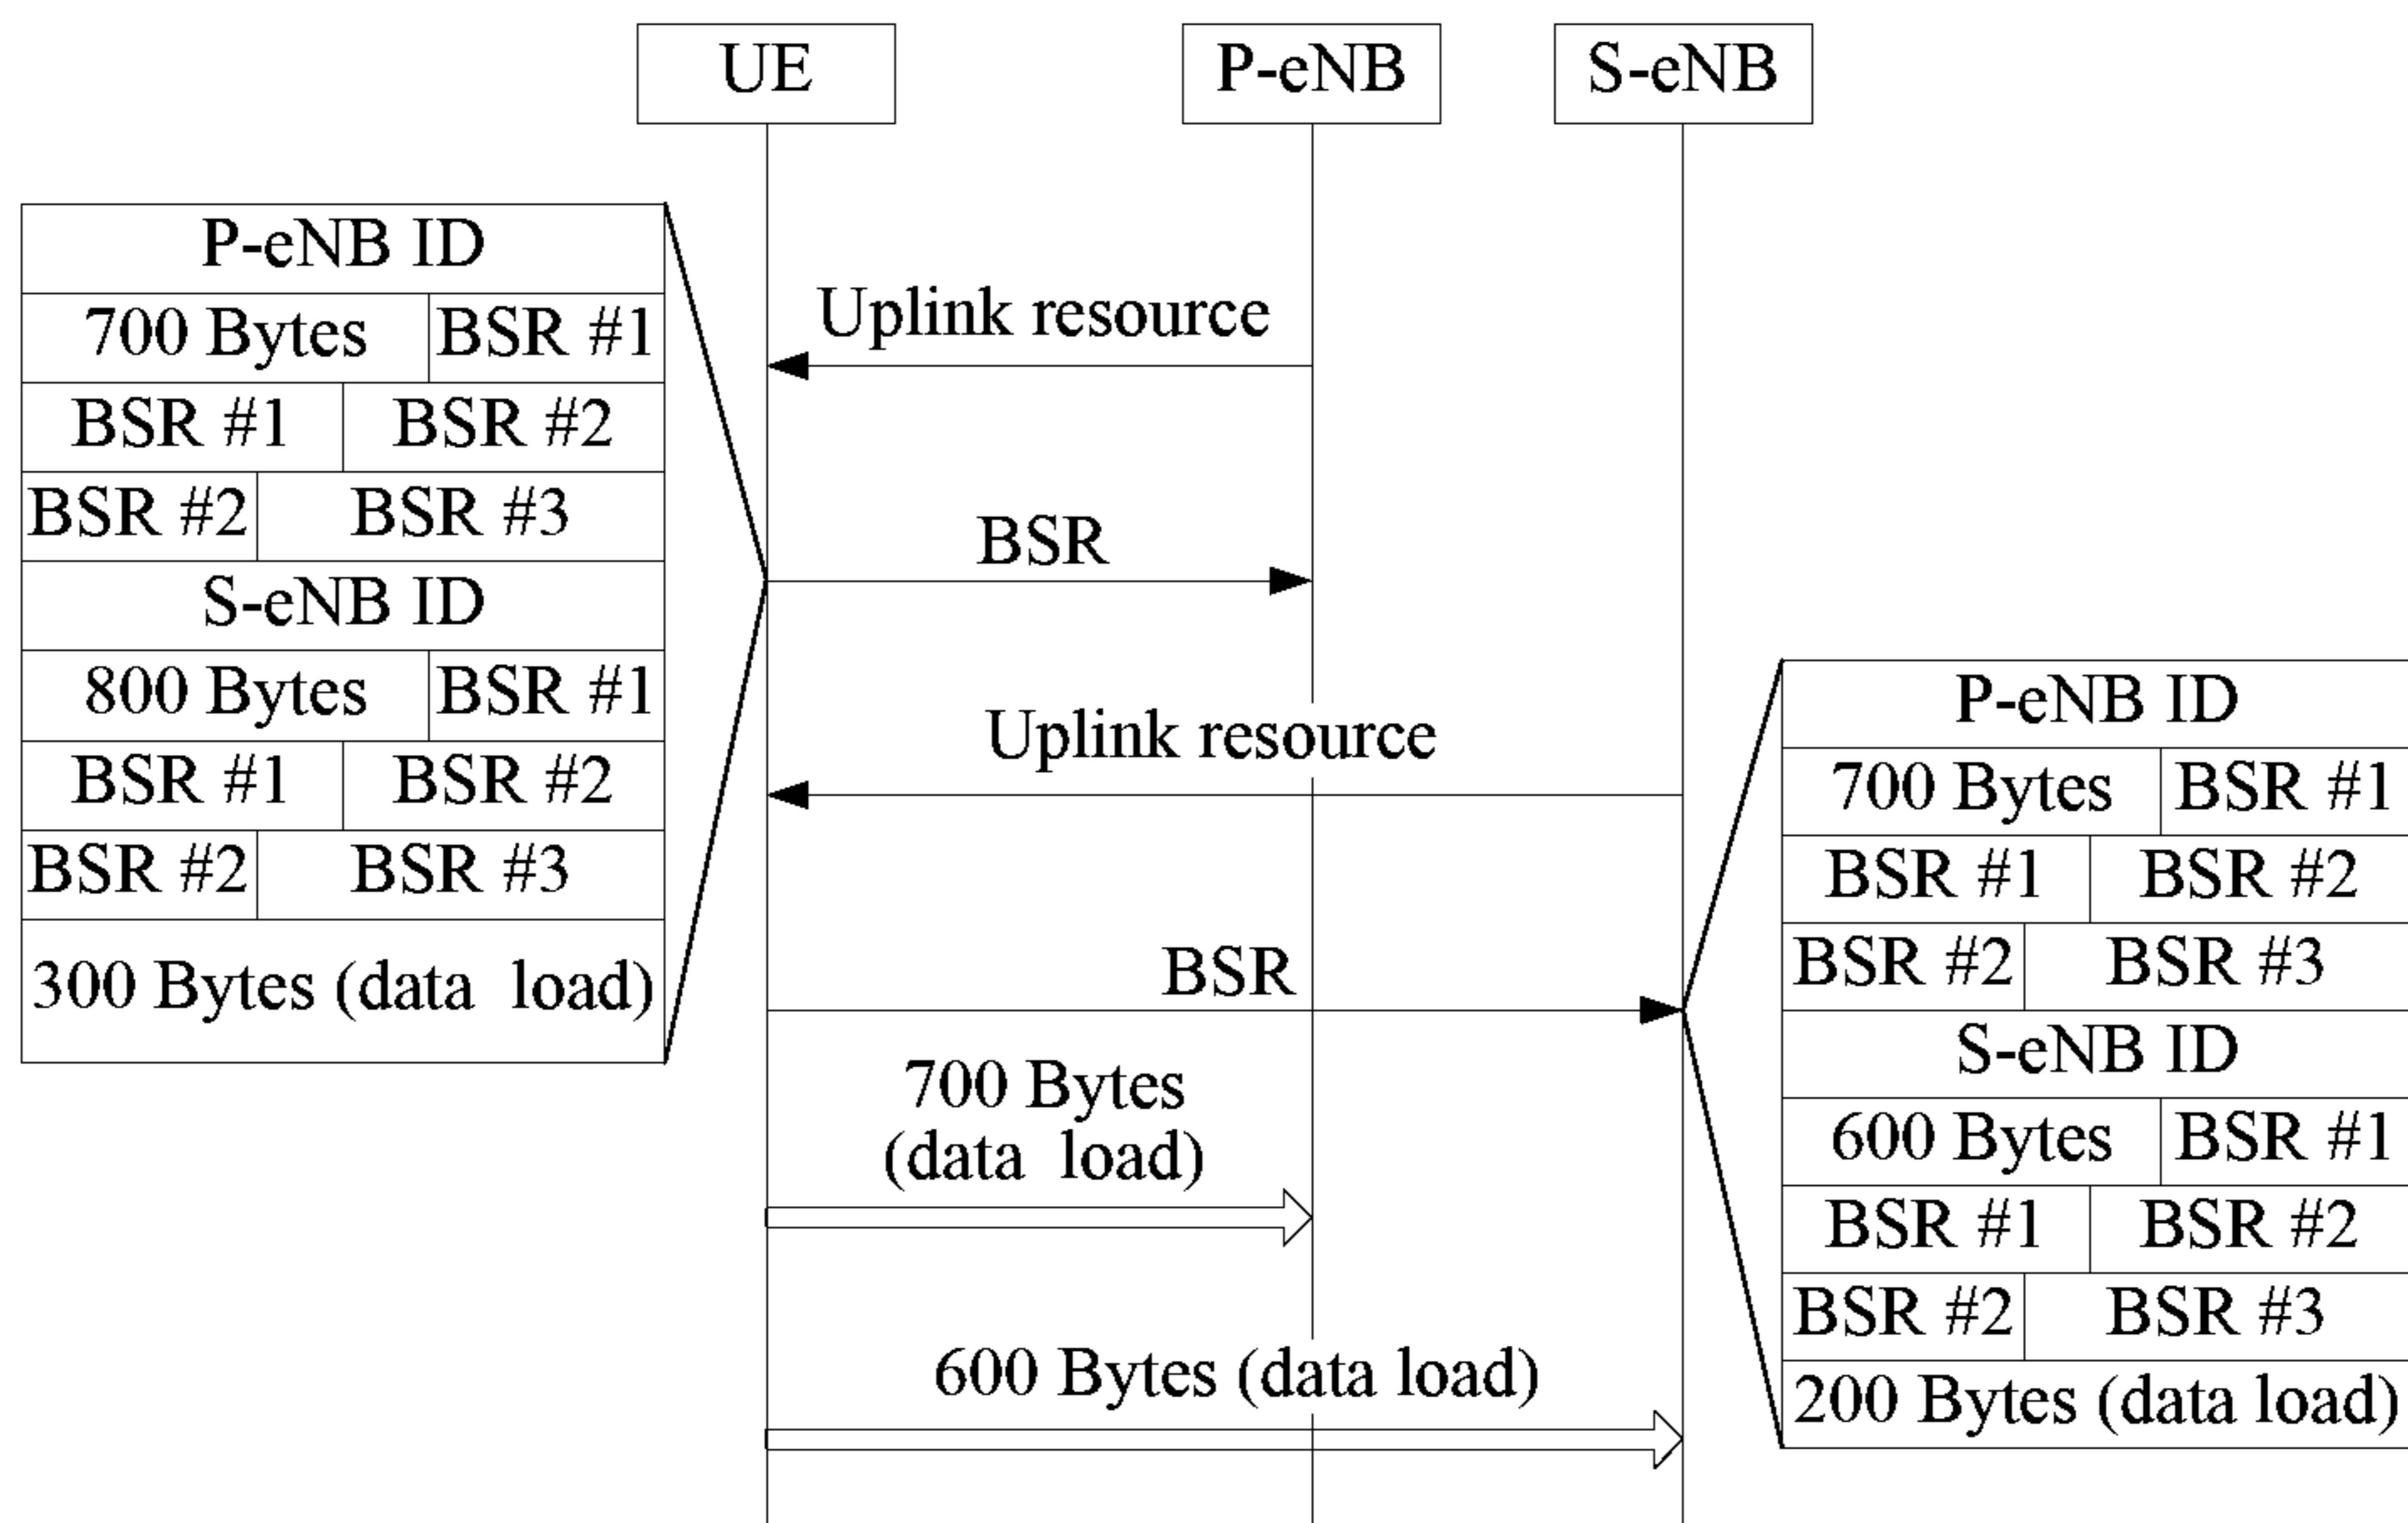 UE
P-eNB
S-eNB
P-eNB ID
700 Bytes
BSR #1
BSR #1
BSR #2
BSR #2
BSR #3
S-eNB ID
800 Bytes
BSR #1
BSR #1
BSR #2
BSR #2
BSR #3
300 Bytes (data load)
Uplink resource
BSR
Uplink resource
BSR
700 Bytes
(data load)
600 Bytes (data load)
P-eNB ID
700 Bytes
BSR #1
BSR #1
BSR #2
BSR #2
BSR #3
S-eNB ID
600 Bytes
BSR #1
BSR #1
BSR #2
BSR #2
BSR #3
200 Bytes (data load)